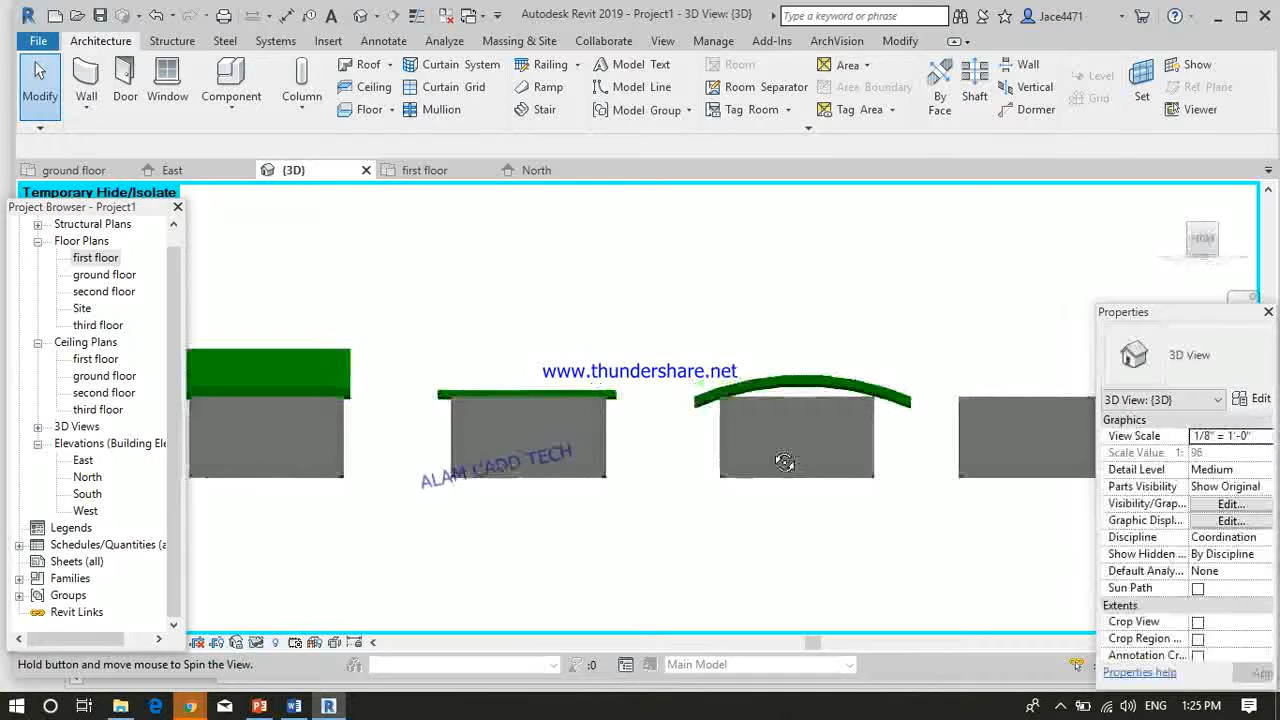 Autodesk Revit 2019 - Project1 - 3D View: {3D}
Type a keyword or phrase
Jace4471
File Architecture Structure Steel Systems Insert Annotate Analyze Massing & Site Collaborate View Manage Add-Ins ArchVision Modify
Modify
Wall
Door
Window
Component
Column
Roof
Ceiling
Floor
Curtain System
Curtain Grid
Mullion
Railing
Ramp
Stair
Model Text
Model Line
Model Group
Room
Room Separator
Tag Room
Area
Area Boundary
Tag Area
By
Face
Shaft
Wall
Vertical
Dormer
Level
Grid
Set
Show
Ref Plane
Viewer
ground floor
East
{3D}
first floor
North
Temporary Hide/Isolate
Project Browser - Project1
Structural Plans
Floor Plans
first floor
ground floor
second floor
Site
third floor
Ceiling Plans
first floor
ground floor
second floor
third floor
3D Views
Elevations (Building Ele
East
North
South
West
Legends
Schedules/Quantities (a
Sheets (all)
Families
Groups
Revit Links
www.thundershare.net
ALAM C'ADD TECH
Properties
3D View
3D View: {3D} Edit
Graphics
View Scale 1/8" = 1'-0"
Scale Value 1: 96
Detail Level Medium
Parts Visibility Show Original
Visibility/Grap... Edit...
Graphic Displ... Edit...
Discipline Coordination
Show Hidden ... By Discipline
Default Analy... None
Sun Path
Extents
Crop View
Crop Region ...
Annotation Cr...
Properties help
Hold button and move mouse to Spin the View.
:0
Main Model
ENG 1:25 PM